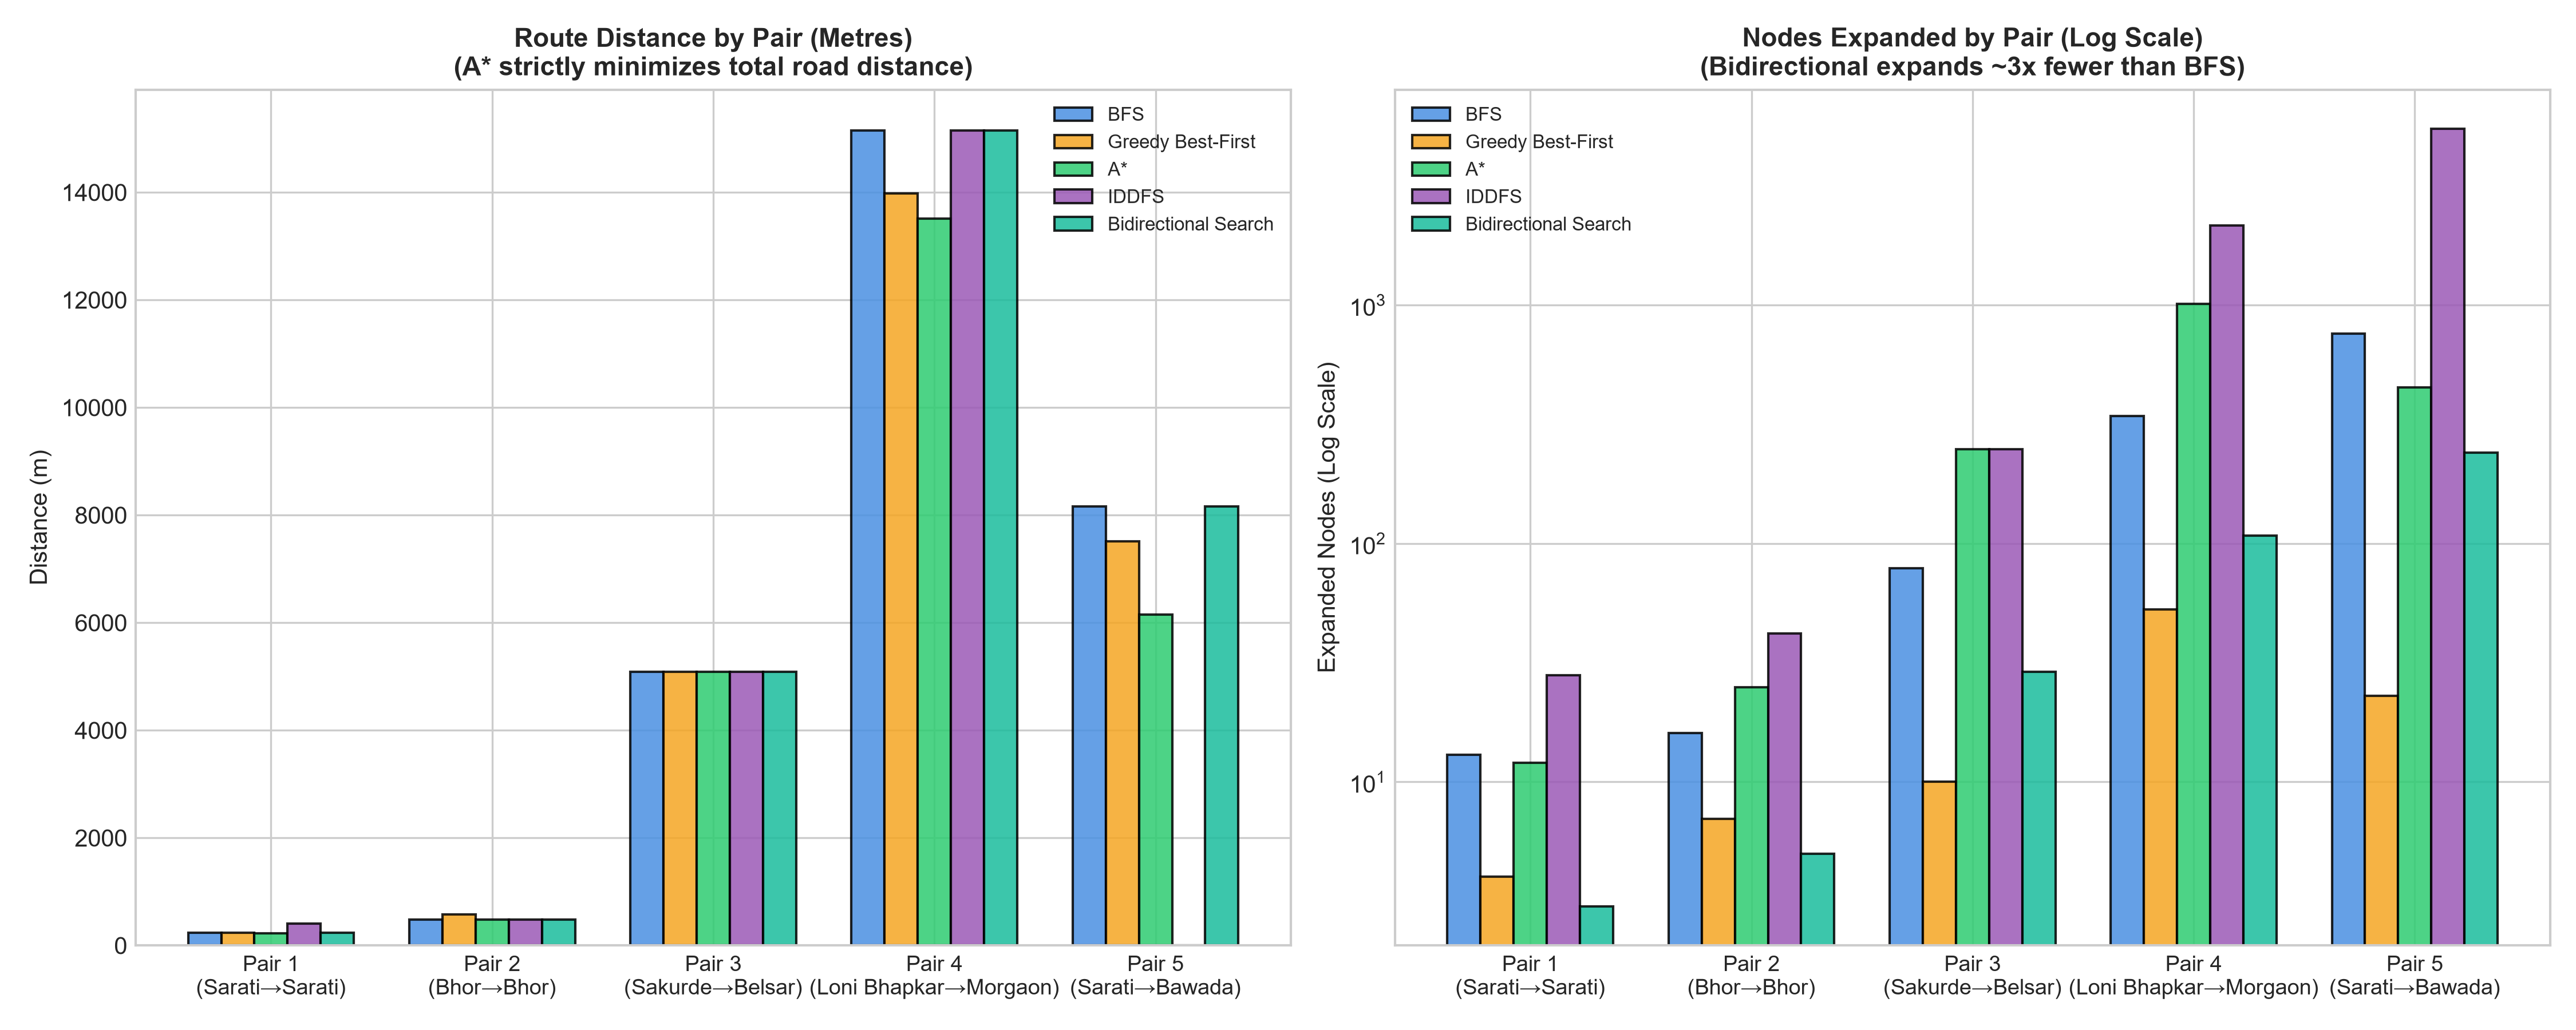 Route Distance by Pair (Metres)
(A* strictly minimizes total road distance)
Distance (m)
14000
12000
10000
8000
6000
4000
2000
0
BFS
Greedy Best-First
A*
IDDFS
Bidirectional Search
Pair 1
(Sarati→Sarati)
Pair 2
(Bhor→Bhor)
Pair 3
(Sakurde→Belsar)
Pair 4
(Loni Bhapkar→Morgaon)
Pair 5
(Sarati→Bawada)
Nodes Expanded by Pair (Log Scale)
(Bidirectional expands ~3x fewer than BFS)
Expanded Nodes (Log Scale)
10³
10²
10¹
BFS
Greedy Best-First
A*
IDDFS
Bidirectional Search
Pair 1
(Sarati→Sarati)
Pair 2
(Bhor→Bhor)
Pair 3
(Sakurde→Belsar)
Pair 4
(Loni Bhapkar→Morgaon)
Pair 5
(Sarati→Bawada)